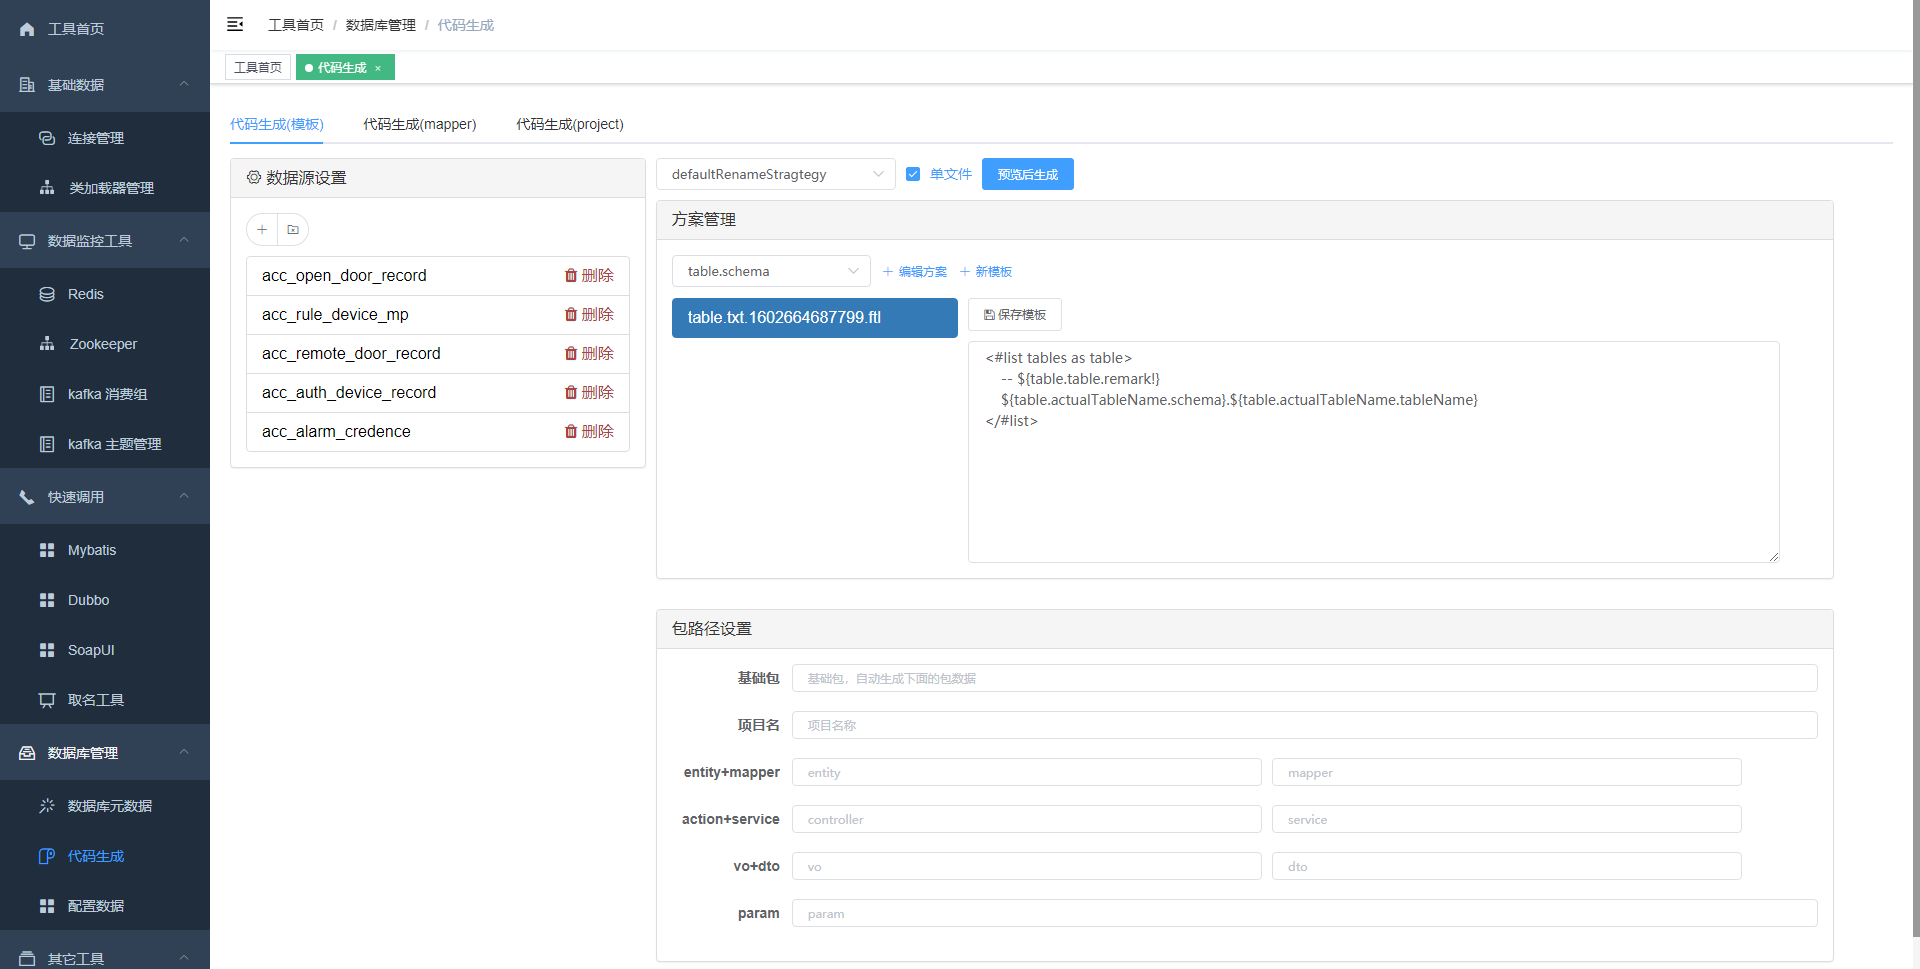 工具首页
基础数据
连接管理
类加载器管理
数据监控工具
Redis
Zookeeper
kafka 消费组
kafka 主题管理
快速调用
Mybatis
Dubbo
SoapUI
取名工具
数据库管理
数据库元数据
代码生成
配置数据
其它工具
工具首页 / 数据库管理 / 代码生成
工具首页 代码生成 ×
代码生成(模板) 代码生成(mapper) 代码生成(project)
数据源设置
acc_open_door_record 删除
acc_rule_device_mp 删除
acc_remote_door_record 删除
acc_auth_device_record 删除
acc_alarm_credence 删除
defaultRenameStragtegy 单文件 预览后生成
方案管理
table.schema + 编辑方案 + 新模板
table.txt.1602664687799.ftl 保存模板
<#list tables as table>
-- ${table.table.remark!}
${table.actualTableName.schema}.${table.actualTableName.tableName}
</#list>
包路径设置
基础包 基础包，自动生成下面的包数据
项目名 项目名称
entity+mapper entity mapper
action+service controller service
vo+dto vo dto
param param